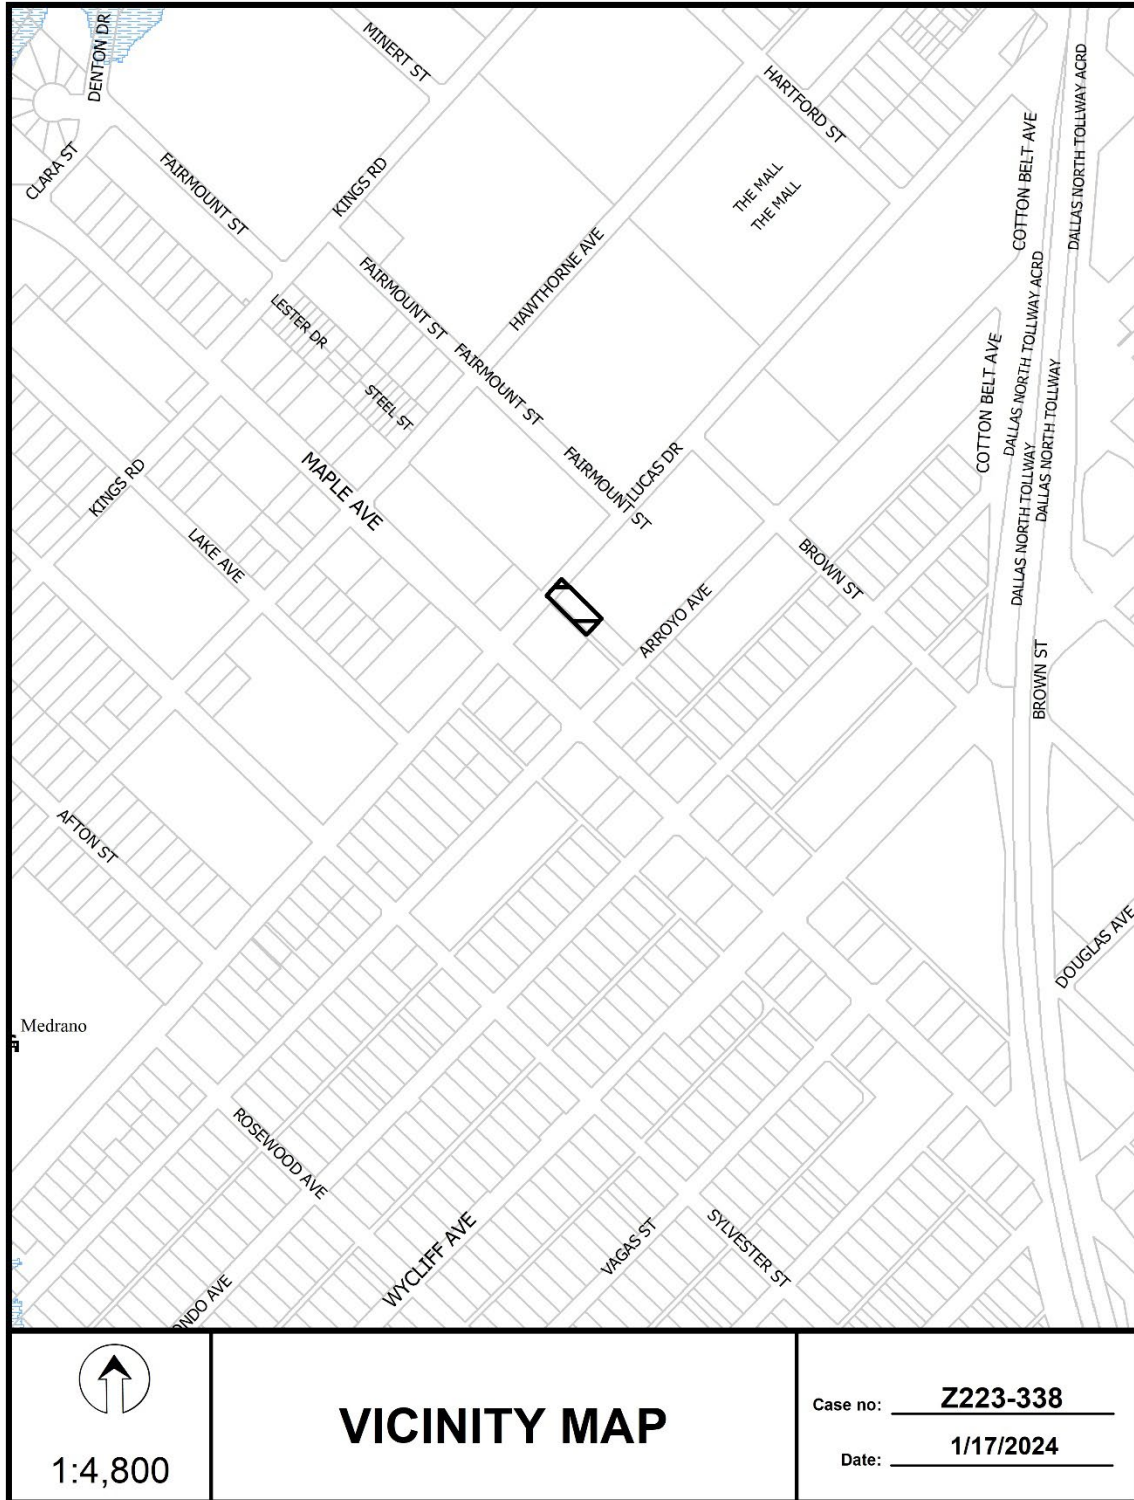 DENTON DR
MINERT ST
HARTFORD ST
DALLAS NORTH TOLLWAY ACRD
COTTON BELT AVE
CLARA ST
FAIRMOUNT ST
KINGS RD
THE MALL
THE MALL
HAWTHORNE AVE
FAIRMOUNT ST
LESTER DR
FAIRMOUNT ST
STEEL ST
DALLAS NORTH TOLLWAY ACRD
COTTON BELT AVE
DALLAS NORTH TOLLWAY
DALLAS NORTH TOLLWAY
MAPLE AVE
KINGS RD
FAIRMOUNT ST
LUCAS DR
LAKE AVE
BROWN ST
ARROYO AVE
BROWN ST
AFTON ST
DOUGLAS AVE
Medrano
ROSEWOOD AVE
WYCLIFF AVE
VAGAS ST
SYLVESTER ST
ONDO AVE
1:4,800
VICINITY MAP
Case no: Z223-338
Date: 1/17/2024